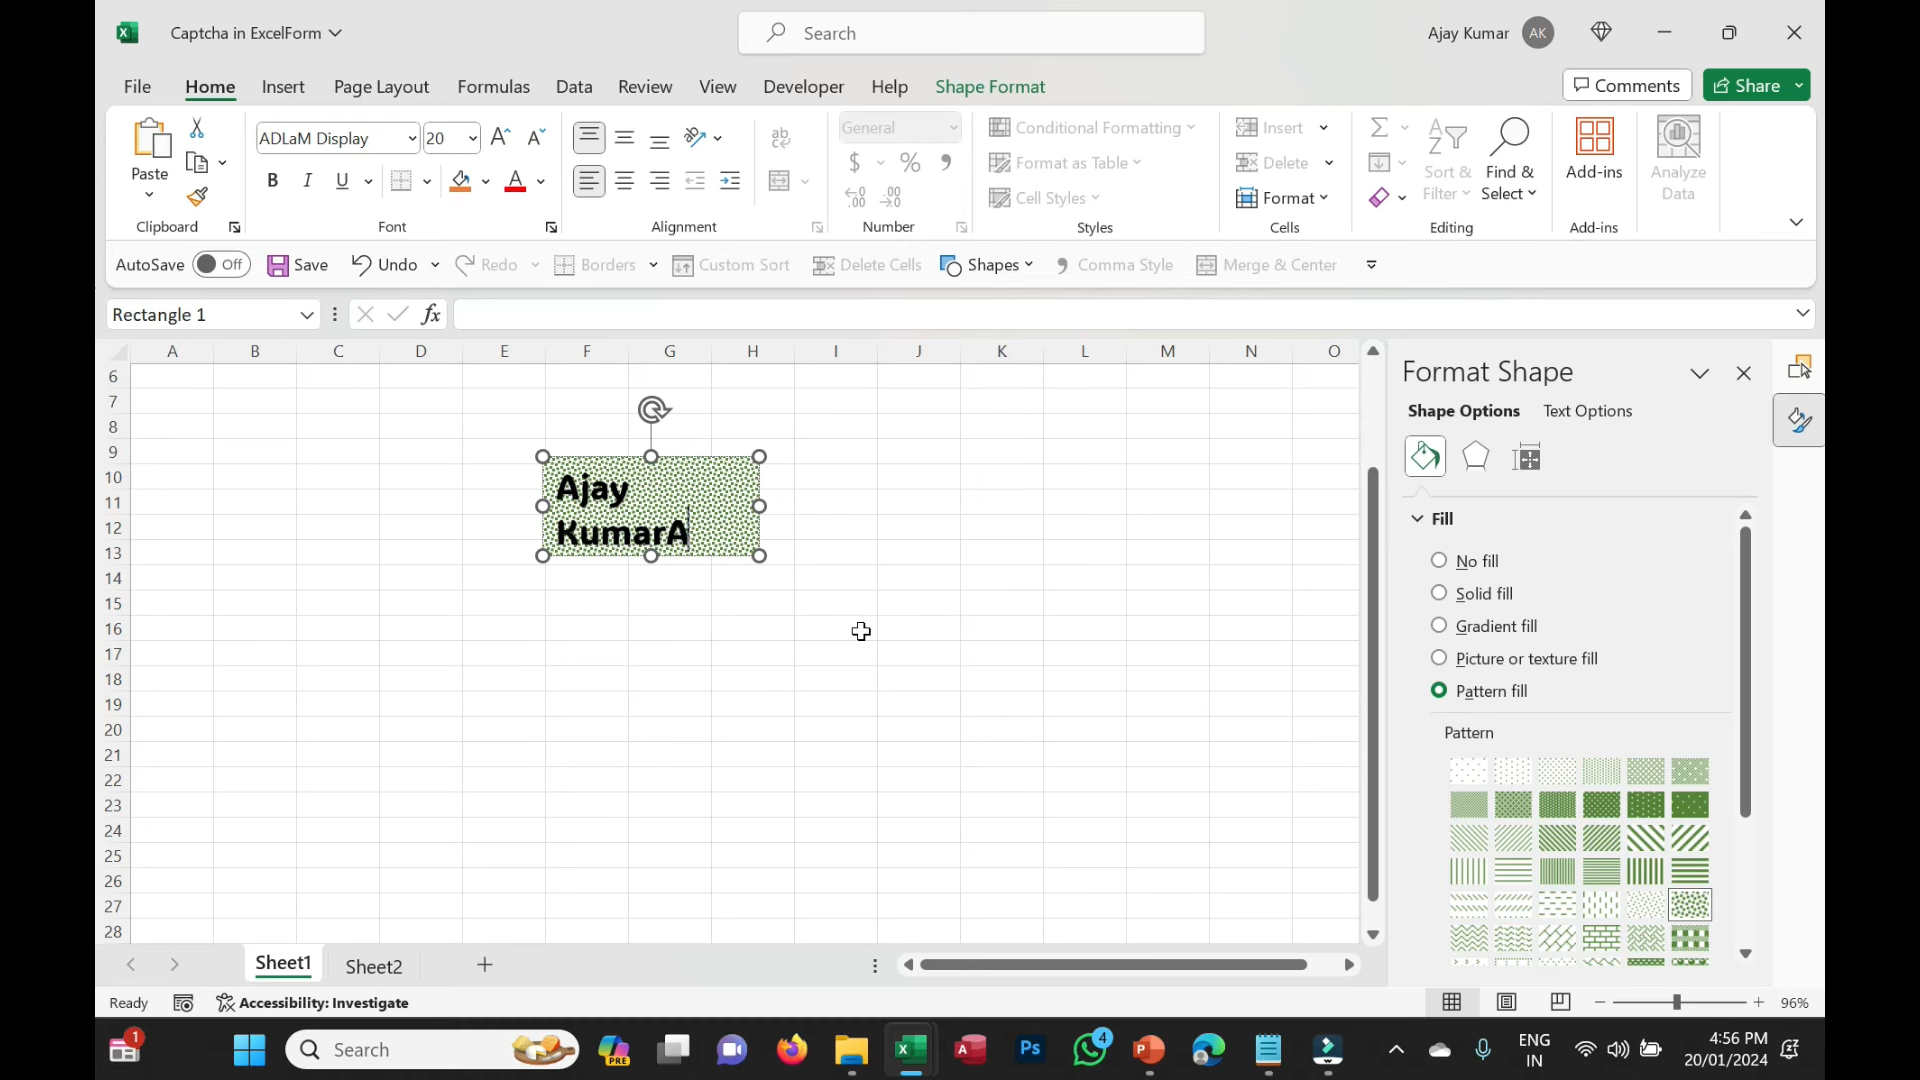 Captcha in ExcelForm
Search
Ajay Kumar AK
File Home Insert Page Layout Formulas Data Review View Developer Help Shape Format
Comments Share
Paste
Clipboard
ADLaM Display 20
B I U A
Font
ab
Alignment
General
$ % ,
Number
Conditional Formatting
Format as Table
Cell Styles
Styles
Insert
Delete
Format
Cells
Sort & Filter
Find & Select
Editing
Add-ins
Add-ins
Analyze Data
AutoSave Off Save Undo Redo Borders Custom Sort Delete Cells Shapes Comma Style Merge & Center
Rectangle 1 fx
A B C D E F G H I J K L M N O
6
7
8
9
10
11
12
13
14
15
16
17
18
19
20
21
22
23
24
25
26
27
28
Ajay
KumarA
Format Shape
Shape Options Text Options
Fill
No fill
Solid fill
Gradient fill
Picture or texture fill
Pattern fill
Pattern
Sheet1 Sheet2
Ready Accessibility: Investigate 96%
1 Search PRE A Ps 4 P
ENG
IN
4:56 PM
20/01/2024